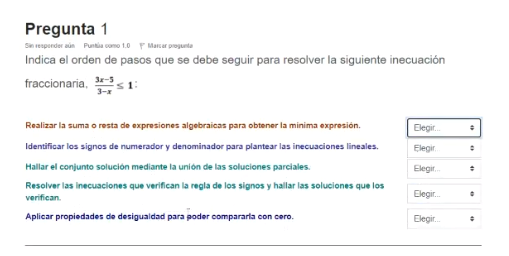 Pregunta 1
Sin responder aún Puntúa como 1.0 Marcar pregunta
Indica el orden de pasos que se debe seguir para resolver la siguiente inecuación
fraccionaria, \frac{3x-5}{3-x} ≤ 1:
Realizar la suma o resta de expresiones algebraicas para obtener la mínima expresión. Elegir...
Identificar los signos de numerador y denominador para plantear las inecuaciones lineales. Elegir...
Hallar el conjunto solución mediante la unión de las soluciones parciales. Elegir...
Resolver las inecuaciones que verifican la regla de los signos y hallar las soluciones que los
verifican. Elegir...
Aplicar propiedades de desigualdad para poder compararla con cero. Elegir...